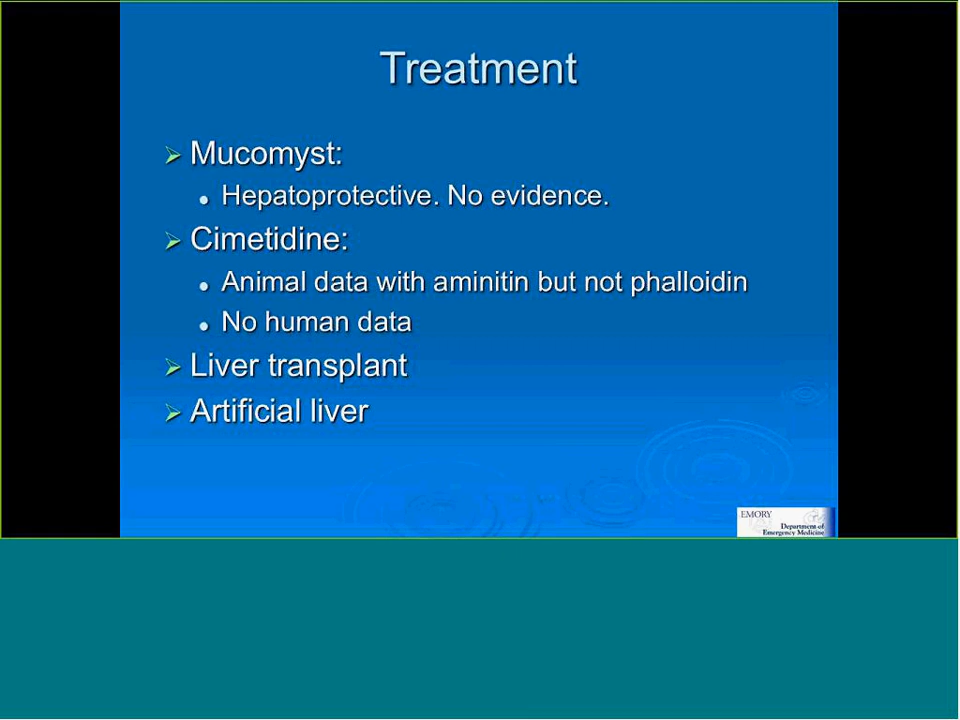 Treatment
Mucomyst:
Hepatoprotective. No evidence.
Cimetidine:
Animal data with aminitin but not phalloidin
No human data
Liver transplant
Artificial liver
EMORY
Department of
Emergency Medicine